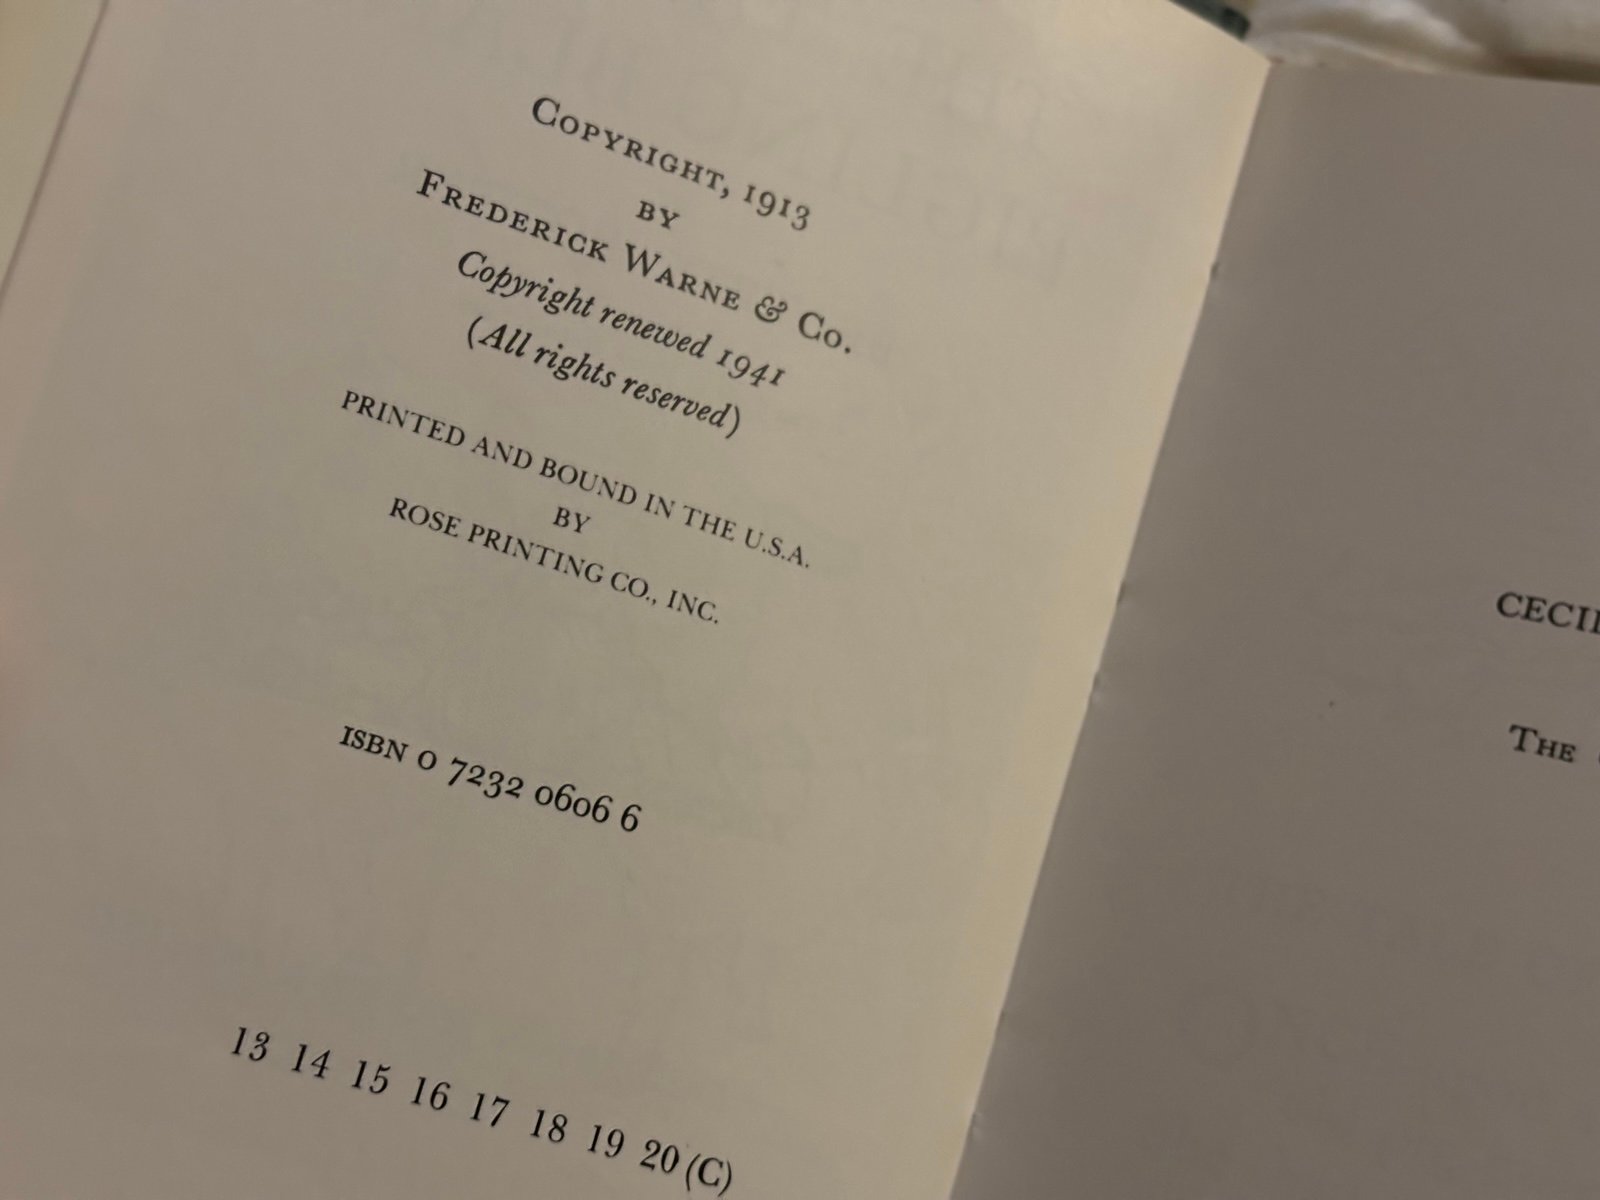 Copyright, 1913
by
Frederick Warne & Co.
Copyright renewed 1941
(All rights reserved)
PRINTED AND BOUND IN THE U.S.A.
BY
ROSE PRINTING CO., INC.
ISBN 0 7232 0606 6
13 14 15 16 17 18 19 20 (C)
The